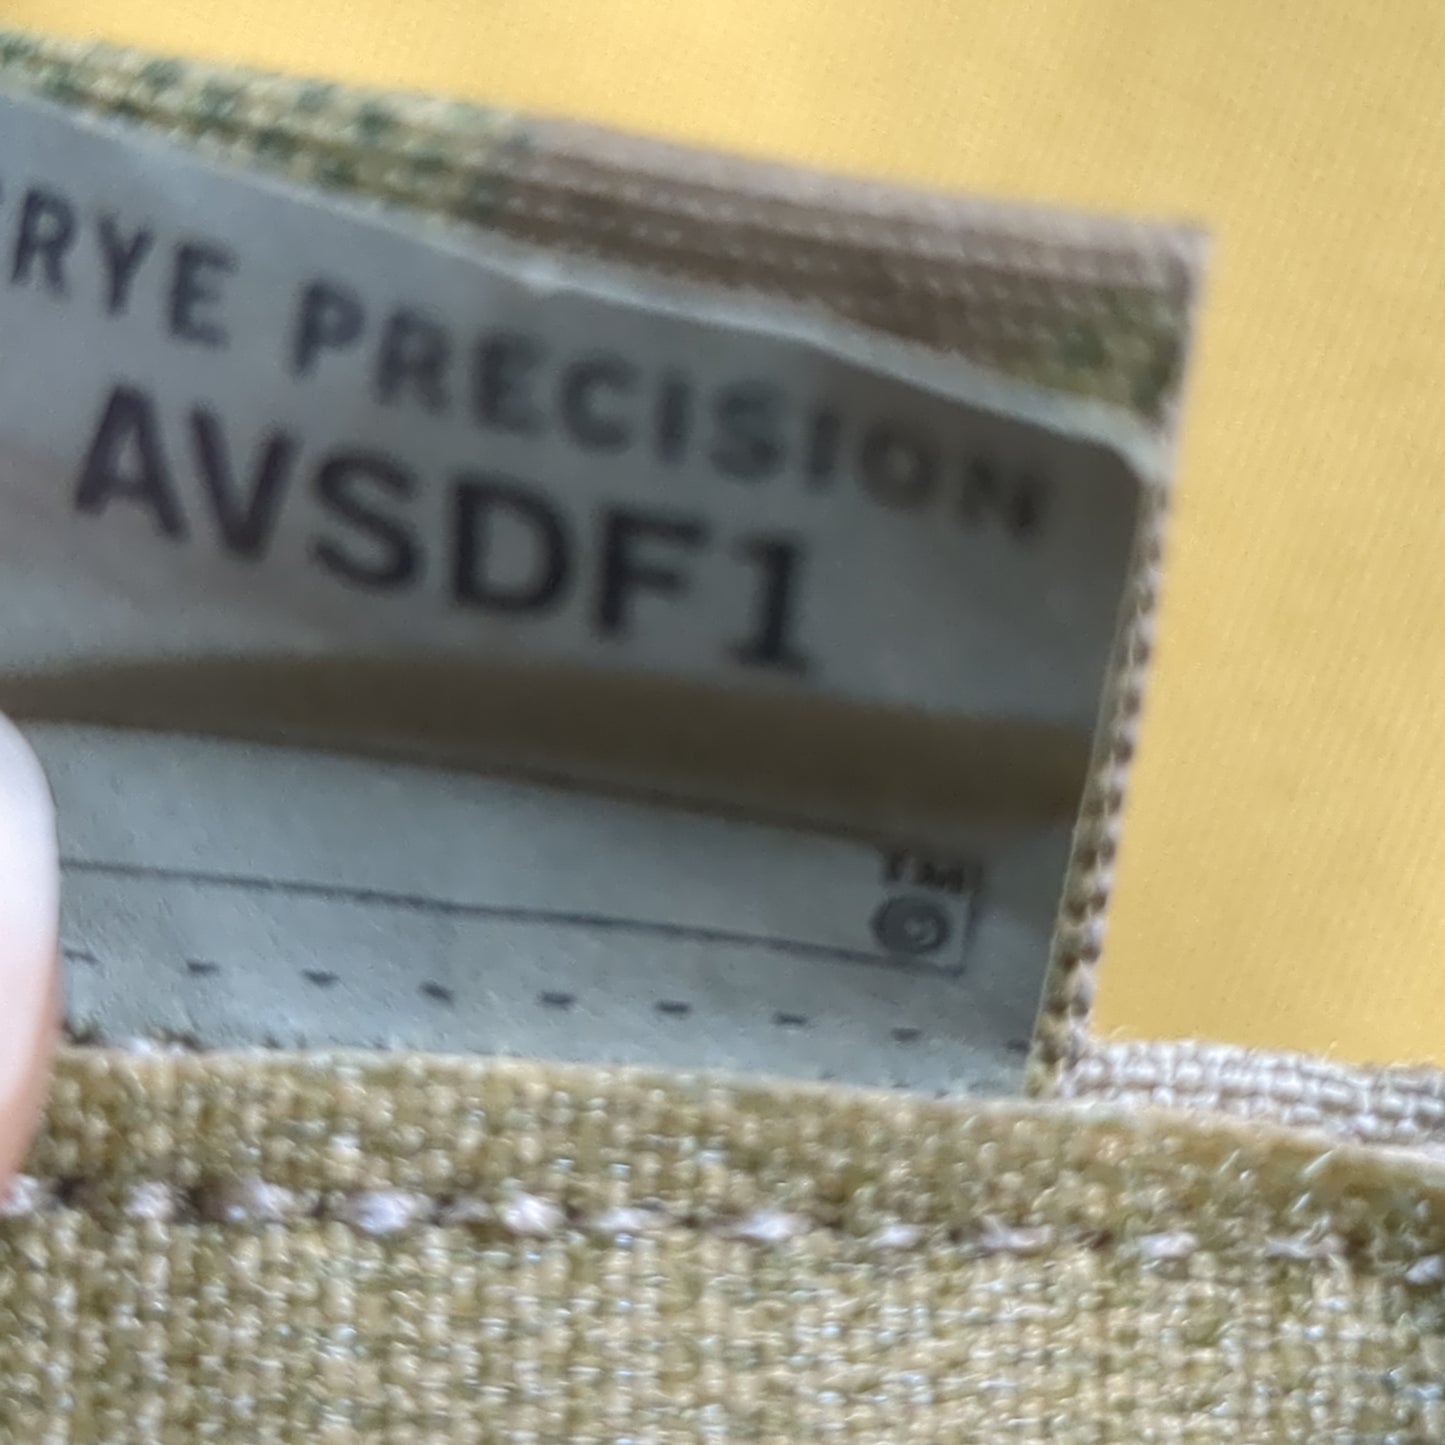 RYE PRECISION
AVSDF1
TM